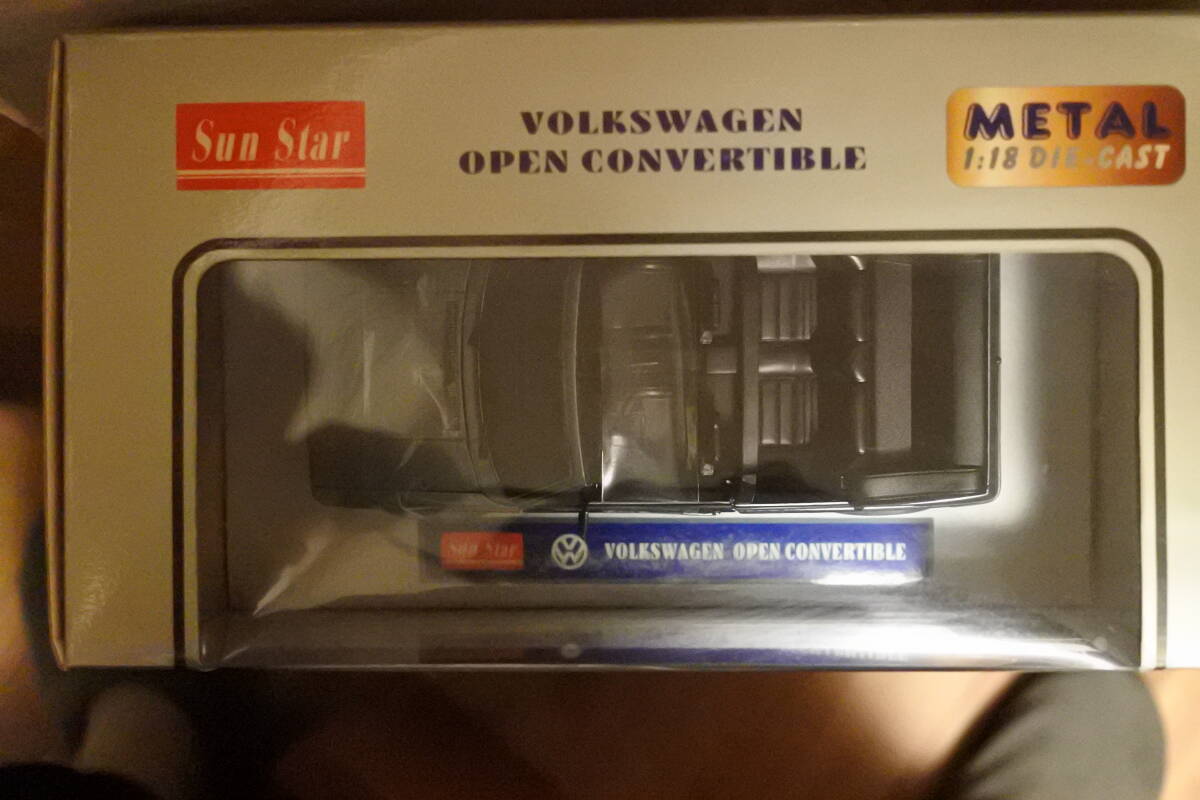 Sun Star
VOLKSWAGEN
OPEN CONVERTIBLE
METAL
1:18 DIE-CAST
Sun Star
VOLKSWAGEN OPEN CONVERTIBLE